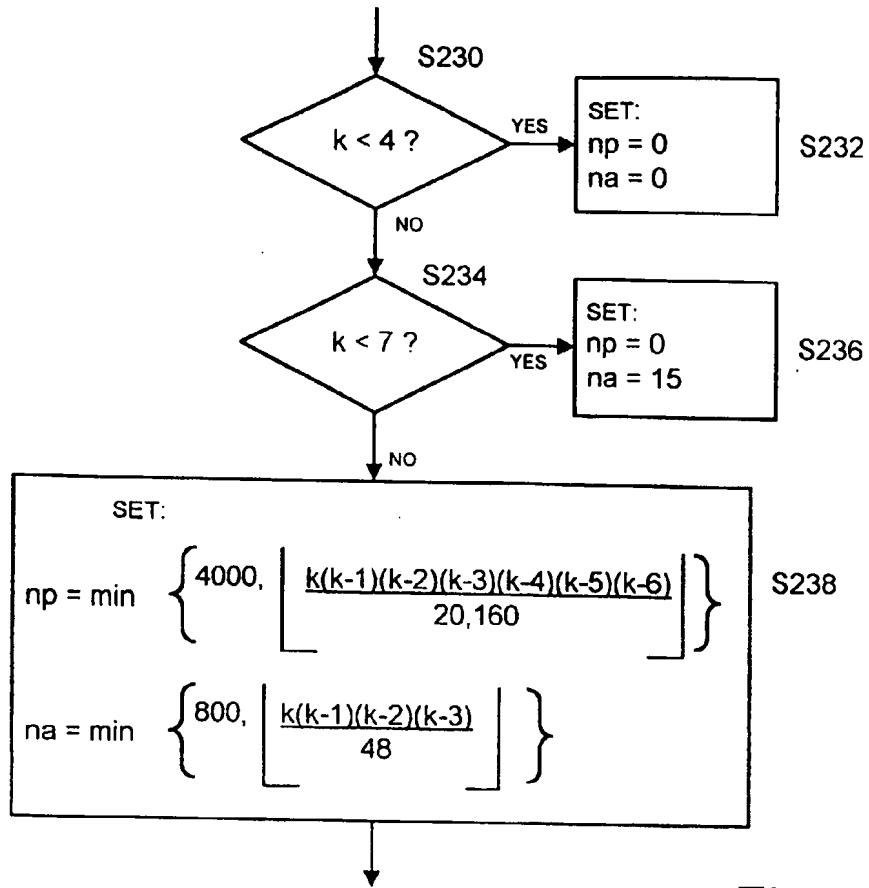 S230
k < 4 ?
YES
SET:
np = 0
na = 0
S232
NO
S234
k < 7 ?
YES
SET:
np = 0
na = 15
S236
NO
SET:
np = min { 4000, ⌊ k(k-1)(k-2)(k-3)(k-4)(k-5)(k-6)
20,160 ⌋ }
S238
na = min { 800, ⌊ k(k-1)(k-2)(k-3)
48 ⌋ }